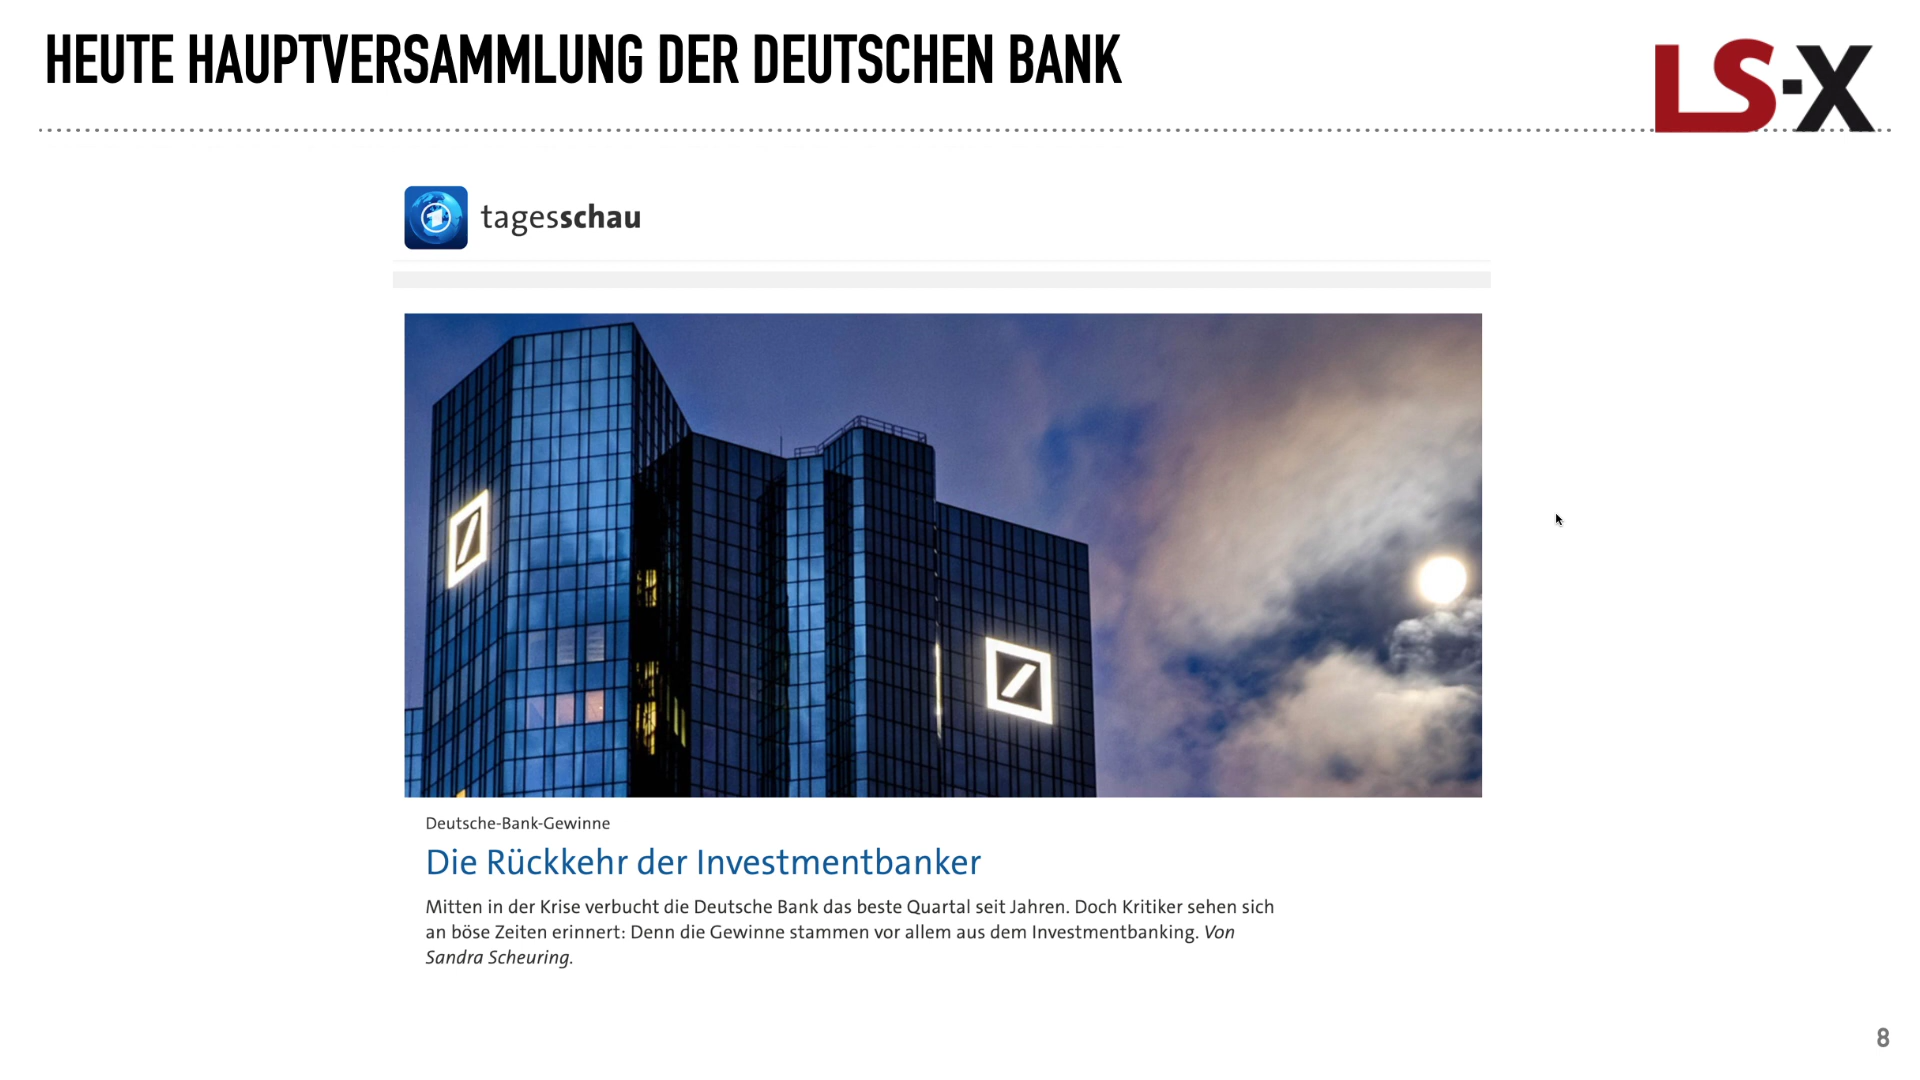 HEUTE HAUPTVERSAMMLUNG DER DEUTSCHEN BANK
LS-X
tagesschau
Deutsche-Bank-Gewinne
Die Rückkehr der Investmentbanker
Mitten in der Krise verbucht die Deutsche Bank das beste Quartal seit Jahren. Doch Kritiker sehen sich
an böse Zeiten erinnert: Denn die Gewinne stammen vor allem aus dem Investmentbanking. Von
Sandra Scheuring.
8